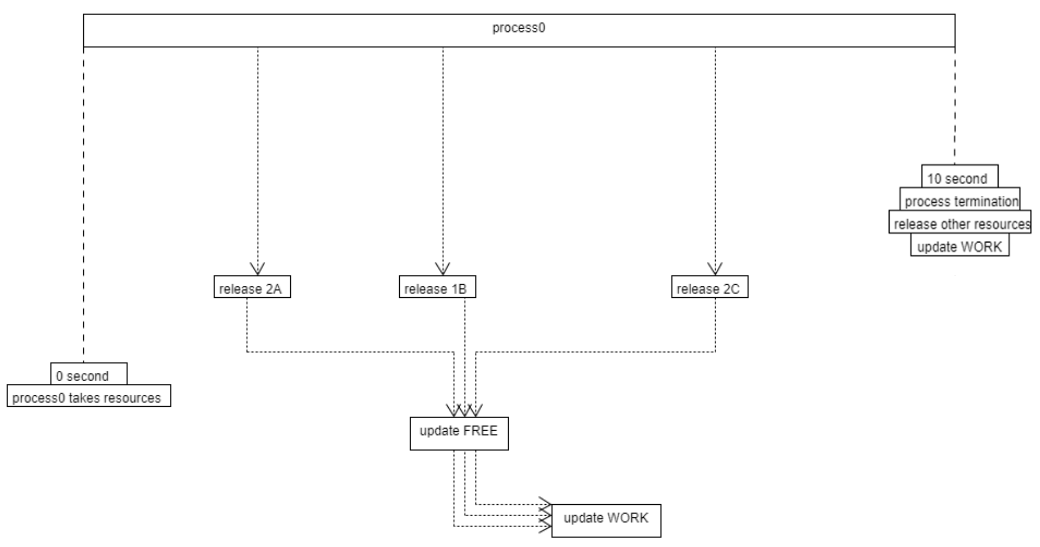 process0
10 second
process termination
release other resources
update WORK
release 2A
release 1B
release 2C
0 second
process0 takes resources
update FREE
update WORK